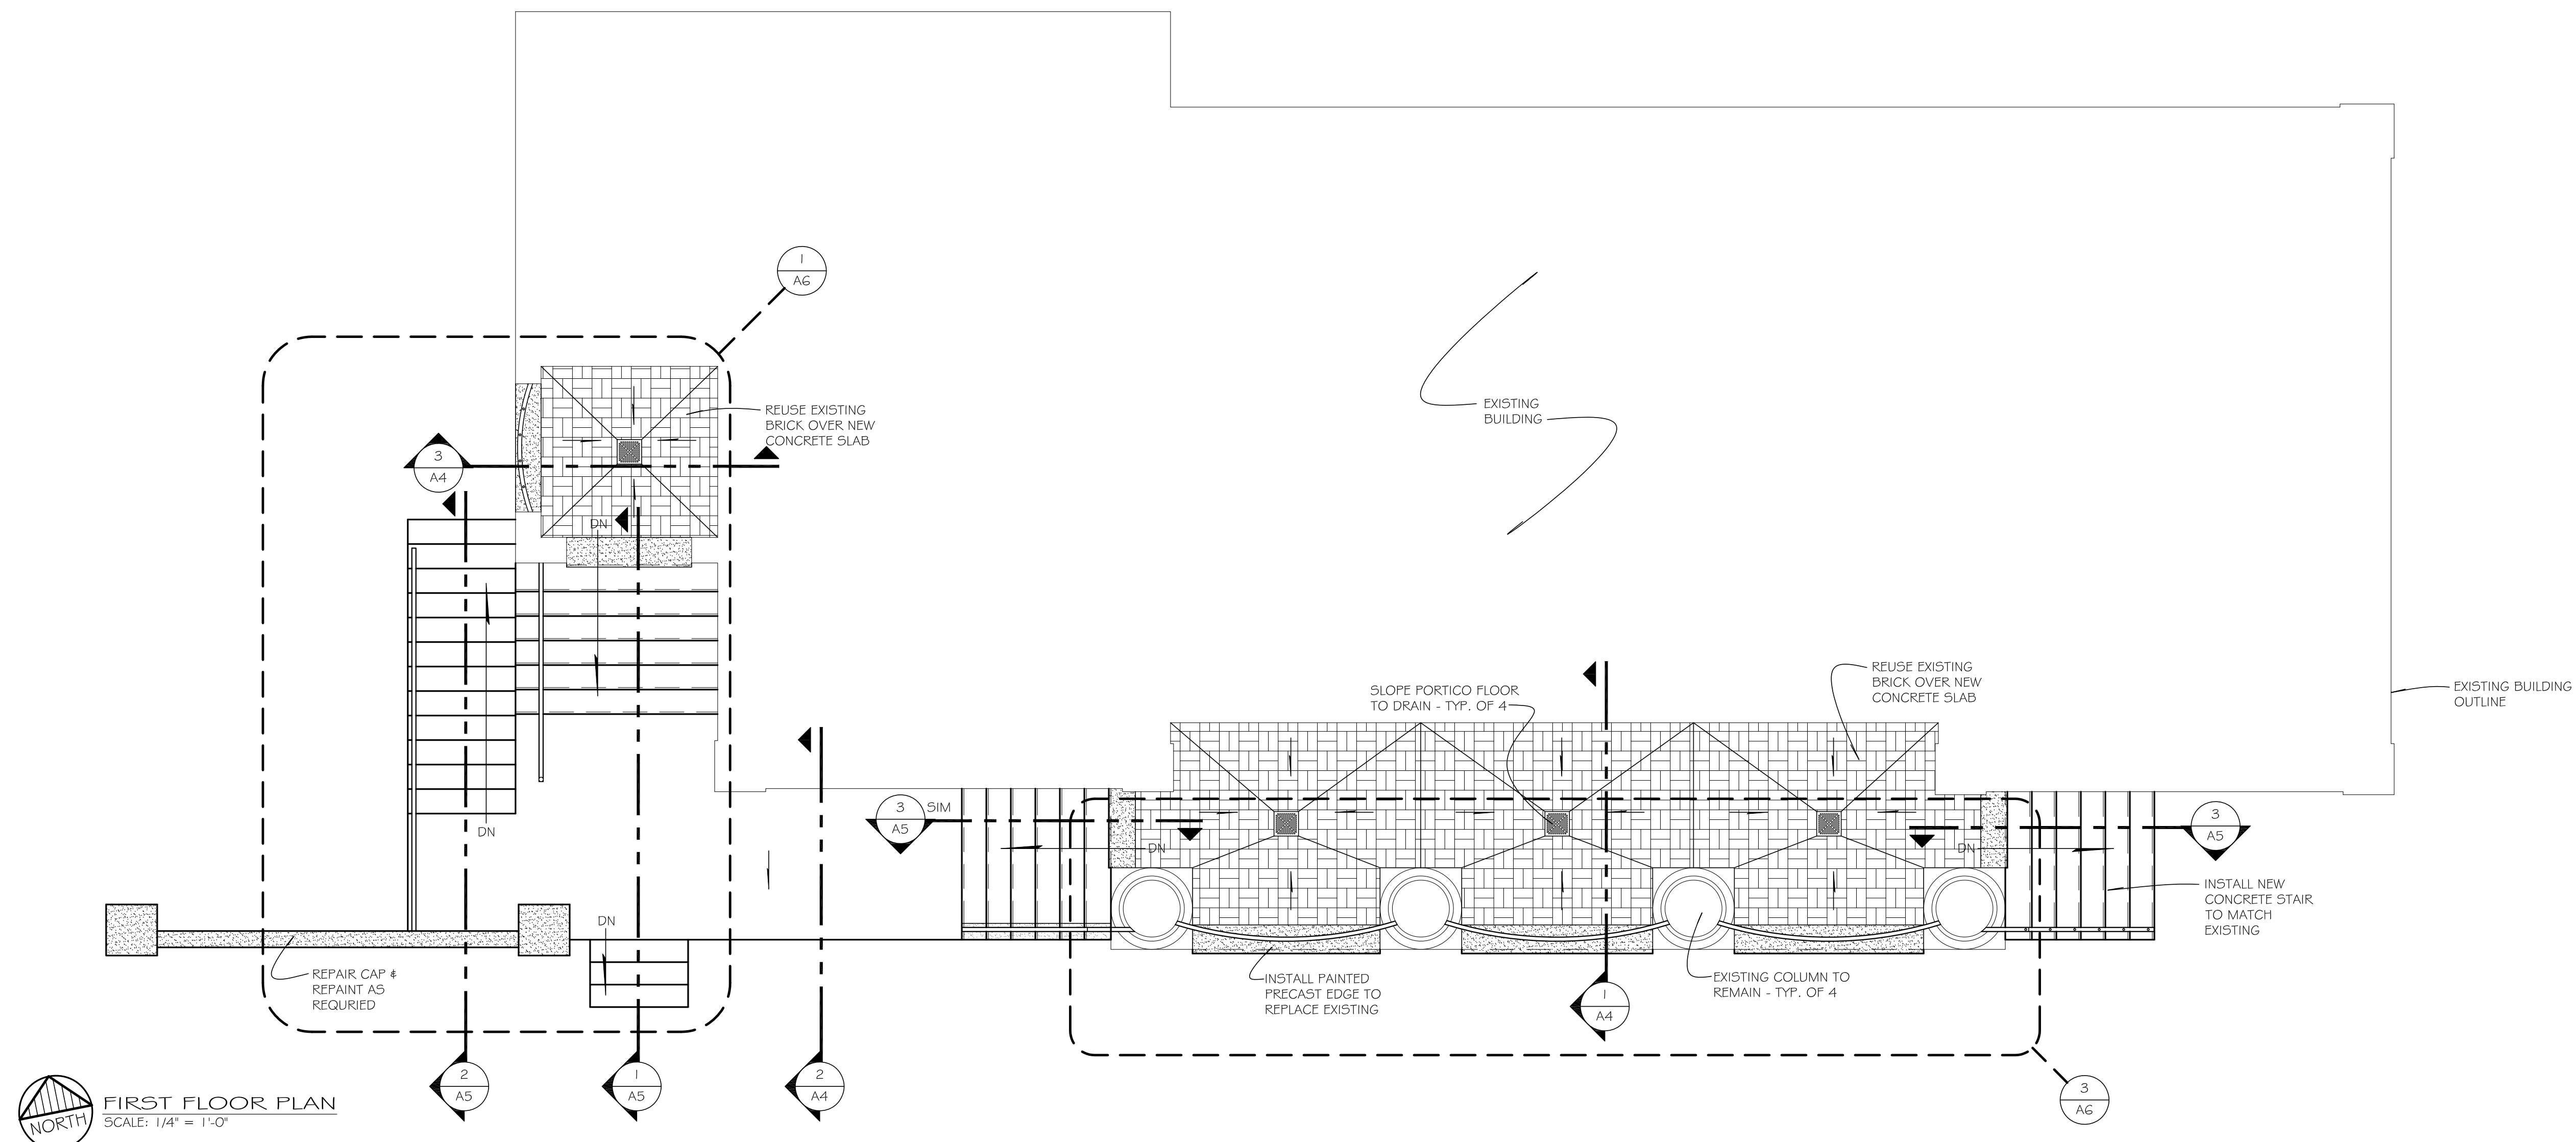 1
A6
REUSE EXISTING
BRICK OVER NEW
CONCRETE SLAB
EXISTING
BUILDING
3
A4
DN
DN
REUSE EXISTING
BRICK OVER NEW
CONCRETE SLAB
SLOPE PORTICO FLOOR
TO DRAIN - TYP. OF 4
EXISTING BUILDING
OUTLINE
3
A5
SIM
DN
DN
3
A5
INSTALL NEW
CONCRETE STAIR
TO MATCH
EXISTING
DN
REPAIR CAP &
REPAINT AS
REQURIED
INSTALL PAINTED
PRECAST EDGE TO
REPLACE EXISTING
EXISTING COLUMN TO
REMAIN - TYP. OF 4
1
A4
2
A5
1
A5
2
A4
3
A6
NORTH
FIRST FLOOR PLAN
SCALE: 1/4" = 1'-0"